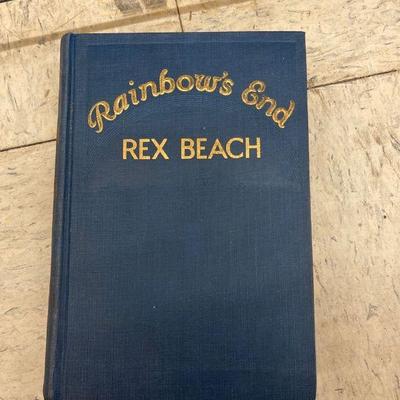 Rainbow's End
REX BEACH